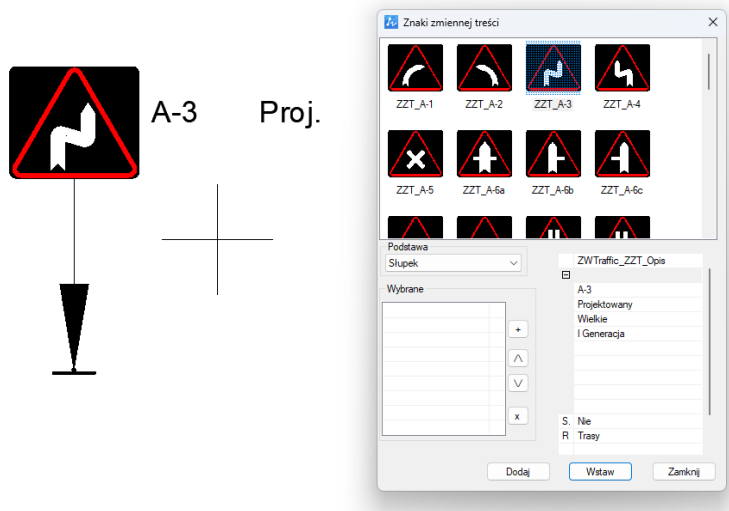 A-3 Proj.
Znaki zmiennej treści
ZZT_A-1 ZZT_A-2 ZZT_A-3 ZZT_A-4
ZZT_A-5 ZZT_A-6a ZZT_A-6b ZZT_A-6c
Podstawa
Słupek
Wybrane
+
x
ZWTraffic_ZZT_Opis
A-3
Projektowany
Wielkie
I Generacja
S. Nie
R Trasy
Dodaj Wstaw Zamknij